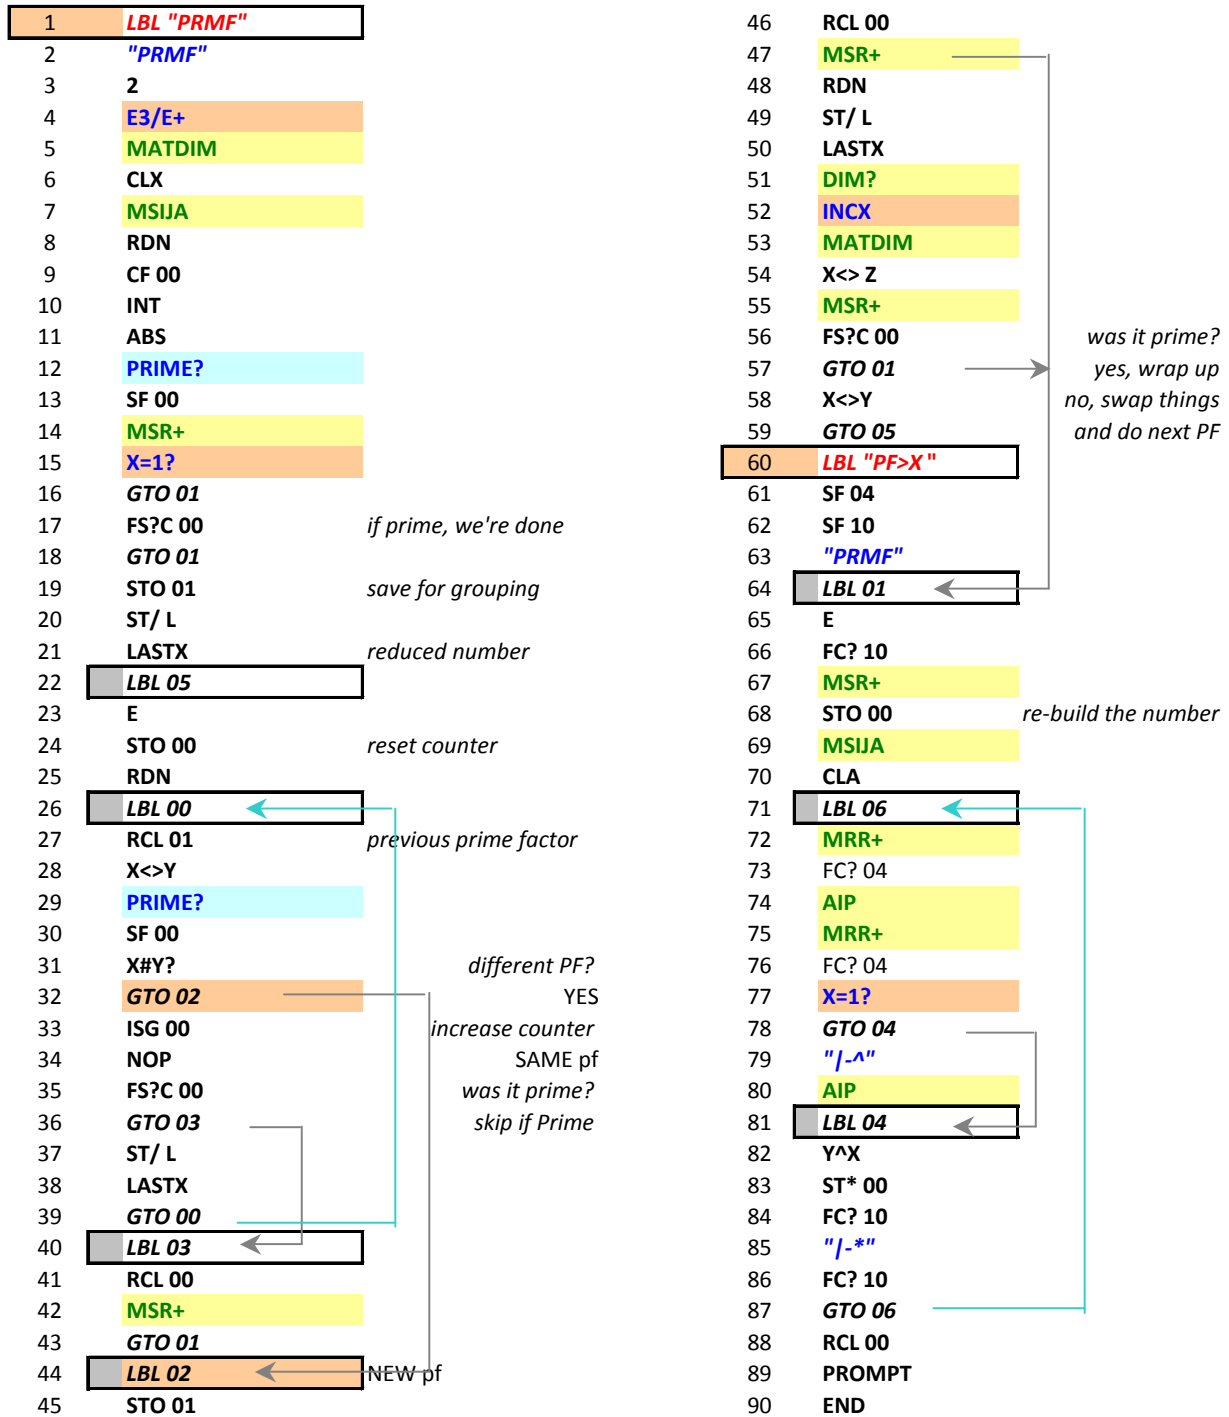 1 LBL "PRMF"
2 "PRMF"
3 2
4 E3/E+
5 MATDIM
6 CLX
7 MSIJA
8 RDN
9 CF 00
10 INT
11 ABS
12 PRIME?
13 SF 00
14 MSR+
15 X=1?
16 GTO 01
17 FS?C 00 if prime, we're done
18 GTO 01
19 STO 01 save for grouping
20 ST/ L
21 LASTX reduced number
22 LBL 05
23 E
24 STO 00 reset counter
25 RDN
26 LBL 00
27 RCL 01 previous prime factor
28 X<>Y
29 PRIME?
30 SF 00
31 X#Y? different PF?
32 GTO 02 YES
33 ISG 00 increase counter
34 NOP SAME pf
35 FS?C 00 was it prime?
36 GTO 03 skip if Prime
37 ST/ L
38 LASTX
39 GTO 00
40 LBL 03
41 RCL 00
42 MSR+
43 GTO 01
44 LBL 02 NEW pf
45 STO 01
46 RCL 00
47 MSR+
48 RDN
49 ST/ L
50 LASTX
51 DIM?
52 INCX
53 MATDIM
54 X<> Z
55 MSR+
56 FS?C 00 was it prime?
57 GTO 01 yes, wrap up
58 X<>Y no, swap things
59 GTO 05 and do next PF
60 LBL "PF>X "
61 SF 04
62 SF 10
63 "PRMF"
64 LBL 01
65 E
66 FC? 10
67 MSR+
68 STO 00 re-build the number
69 MSIJA
70 CLA
71 LBL 06
72 MRR+
73 FC? 04
74 AIP
75 MRR+
76 FC? 04
77 X=1?
78 GTO 04
79 "|-^"
80 AIP
81 LBL 04
82 Y^X
83 ST* 00
84 FC? 10
85 "|-*"
86 FC? 10
87 GTO 06
88 RCL 00
89 PROMPT
90 END